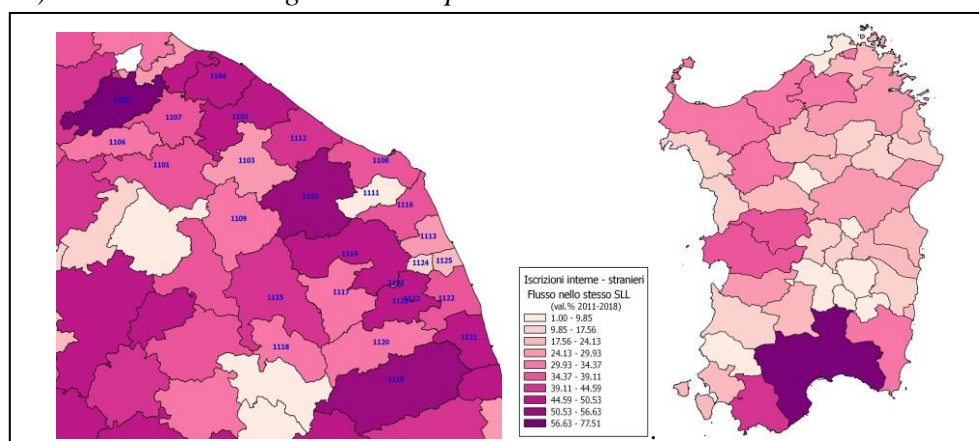 1104
1105
1102
1107
1106
1112
1103
1101
1108
1111
1110
1116
1109
1113
1114
1124
1125
1117
1115
1122
1121
1120
1118
1119
Iscrizioni interne - stranieri
Flusso nello stesso SLL
(val.% 2011-2018)
1.00 - 9.85
9.85 - 17.56
17.56 - 24.13
24.13 - 29.93
29.93 - 34.37
34.37 - 39.11
39.11 - 44.59
44.59 - 50.53
50.53 - 56.63
56.63 - 77.51